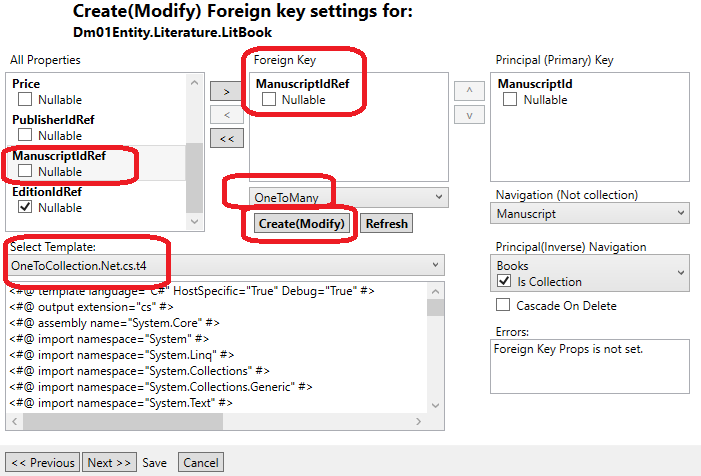 Create(Modify) Foreign key settings for:
Dm01Entity.Literature.LitBook
All Properties
Price
Nullable
PublisherIdRef
Nullable
ManuscriptIdRef
Nullable
EditionIdRef
Nullable
>
<
<<
Foreign Key
ManuscriptIdRef
Nullable
^
v
Principal (Primary) Key
ManuscriptId
Nullable
OneToMany
Create(Modify) Refresh
Navigation (Not collection)
Manuscript
Select Template:
OneToCollection.Net.cs.t4
Principal(Inverse) Navigation
Books
Is Collection
Cascade On Delete
<#@ template language="C#" HostSpecific="True" Debug="True" #>
<#@ output extension="cs" #>
<#@ assembly name="System.Core" #>
<#@ import namespace="System" #>
<#@ import namespace="System.Linq" #>
<#@ import namespace="System.Collections" #>
<#@ import namespace="System.Collections.Generic" #>
<#@ import namespace="System.Text" #>
Errors:
Foreign Key Props is not set.
<< Previous Next >> Save Cancel